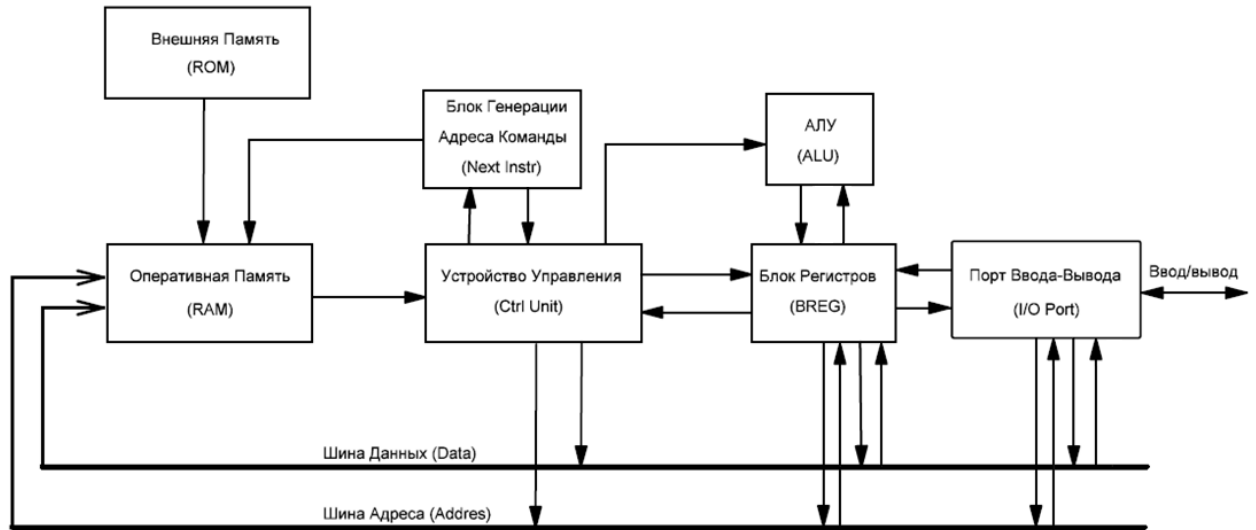 Внешняя Память
(ROM)
Блок Генерации
Адреса Команды
(Next Instr)
АЛУ
(ALU)
Оперативная Память
(RAM)
Устройство Управления
(Ctrl Unit)
Блок Регистров
(BREG)
Порт Ввода-Вывода
(I/O Port)
Ввод/вывод
Шина Данных (Data)
Шина Адреса (Addres)